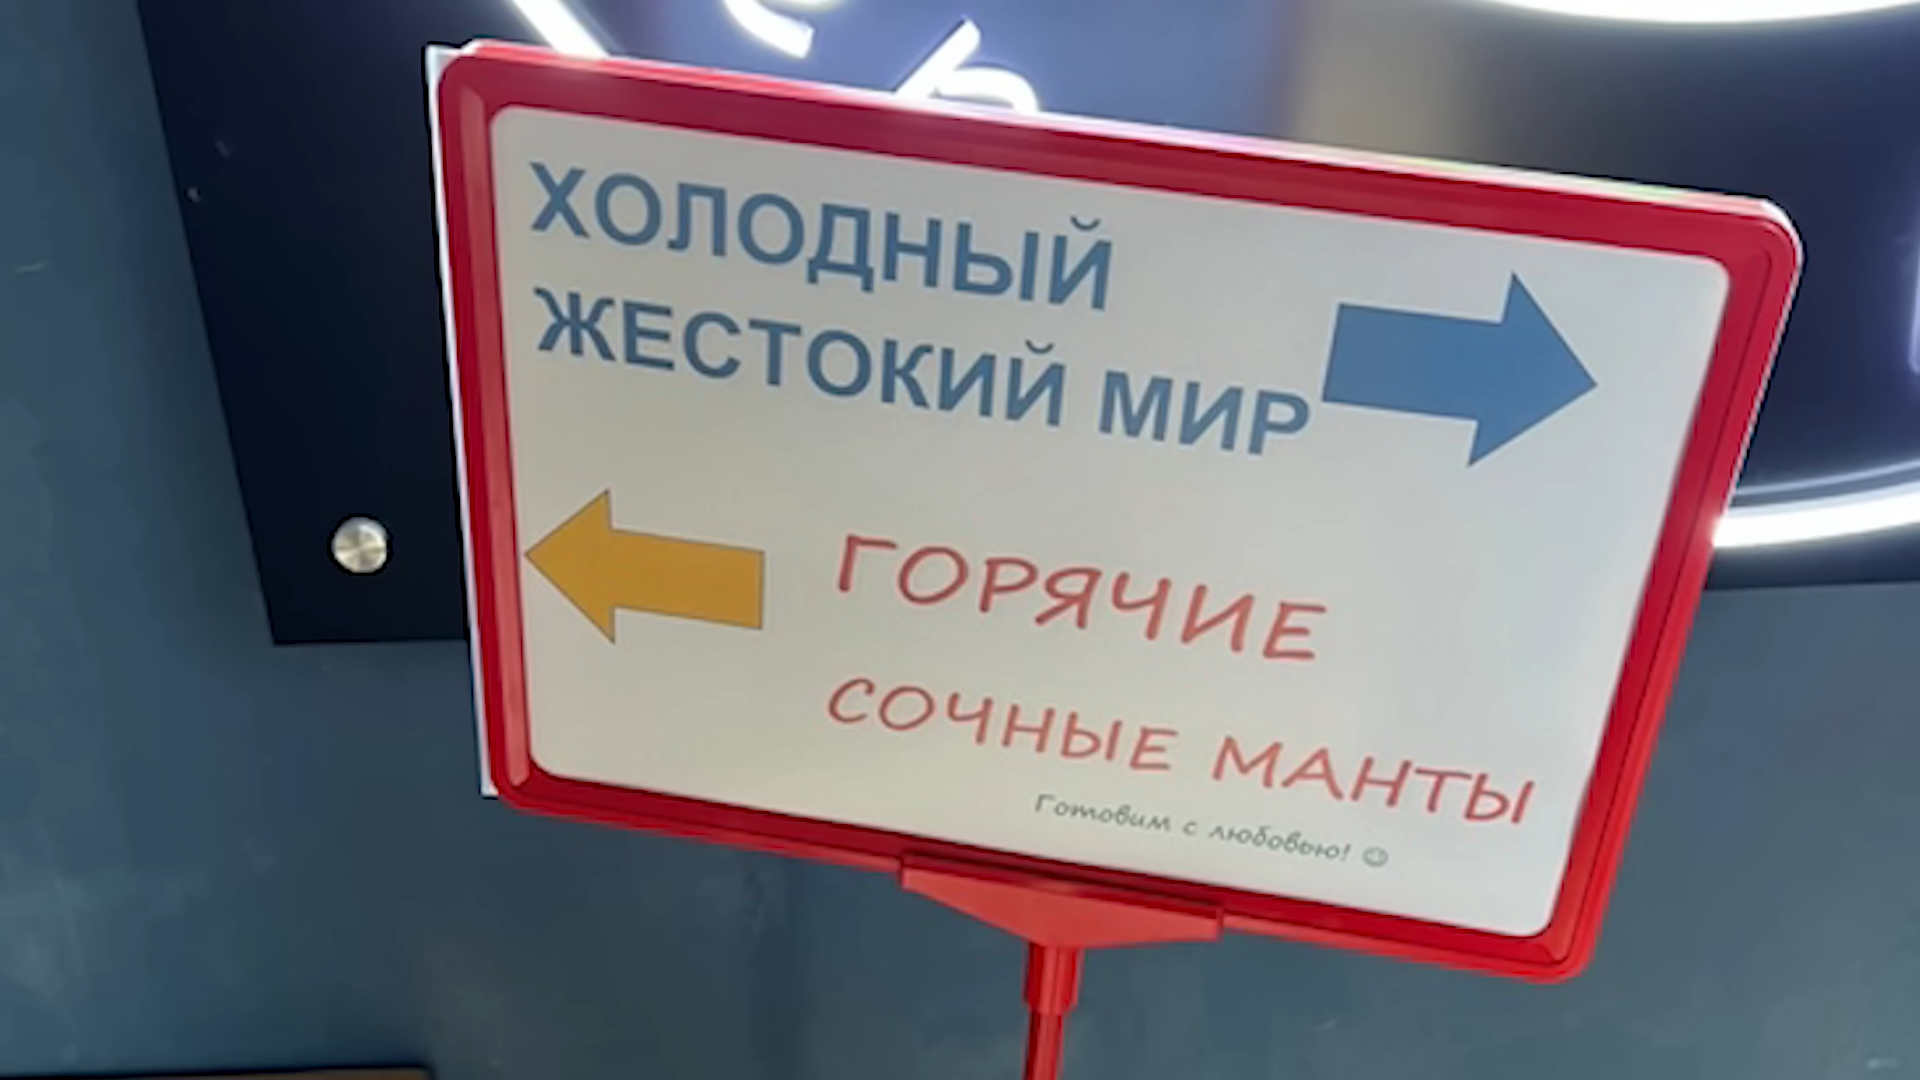 ХОЛОДНЫЙ
ЖЕСТОКИЙ МИР
ГОРЯЧИЕ
СОЧНЫЕ МАНТЫ
Готовим с любовью! ☺